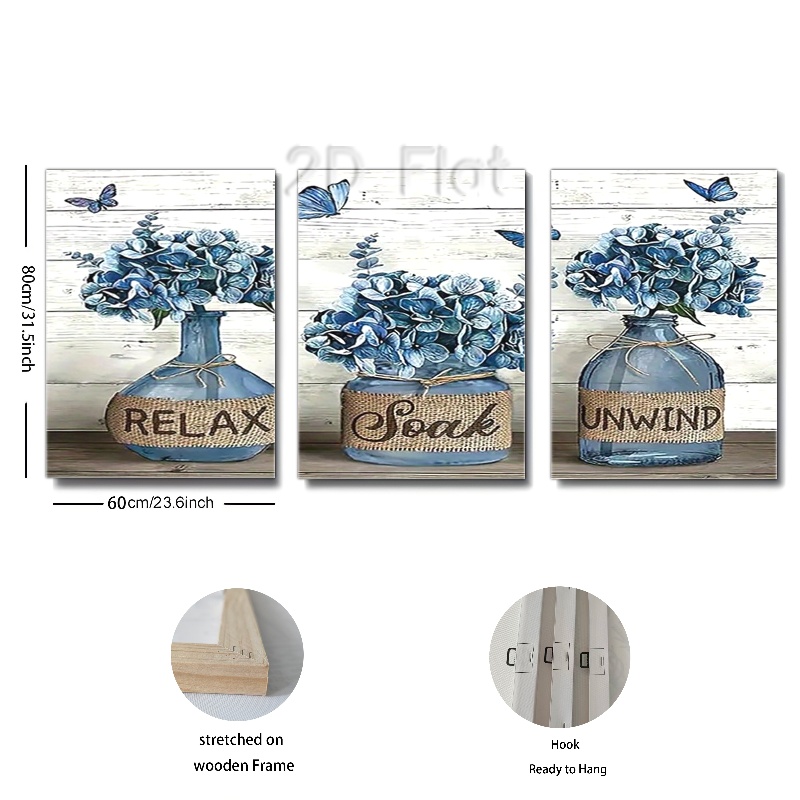 2D Flat
80cm/31.5inch
RELAX
Soak
UNWIND
60cm/23.6inch
stretched on
wooden Frame
Hook
Ready to Hang